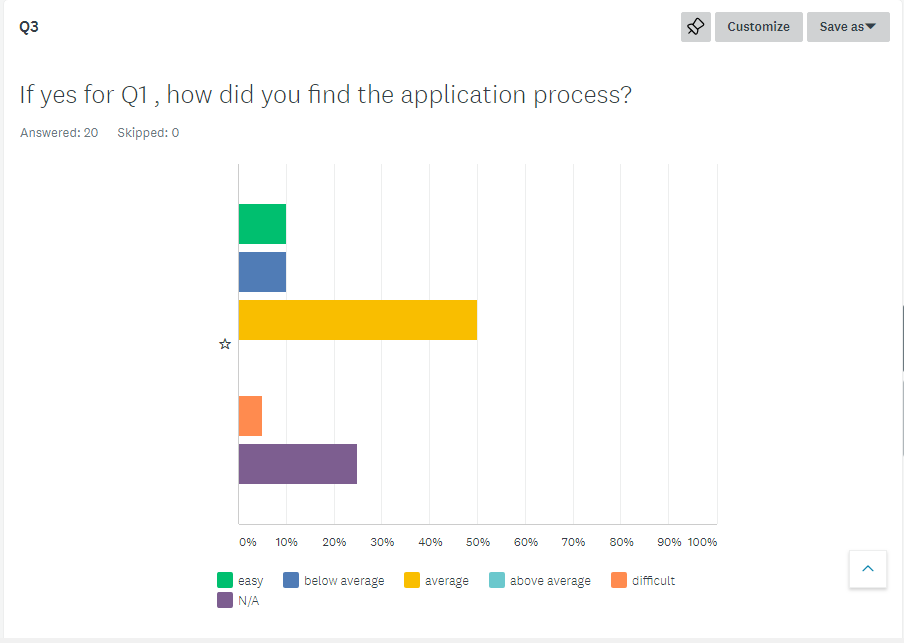 Q3
Customize
Save as
If yes for Q1 , how did you find the application process?
Answered: 20 Skipped: 0
0% 10% 20% 30% 40% 50% 60% 70% 80% 90% 100%
easy below average average above average difficult
N/A